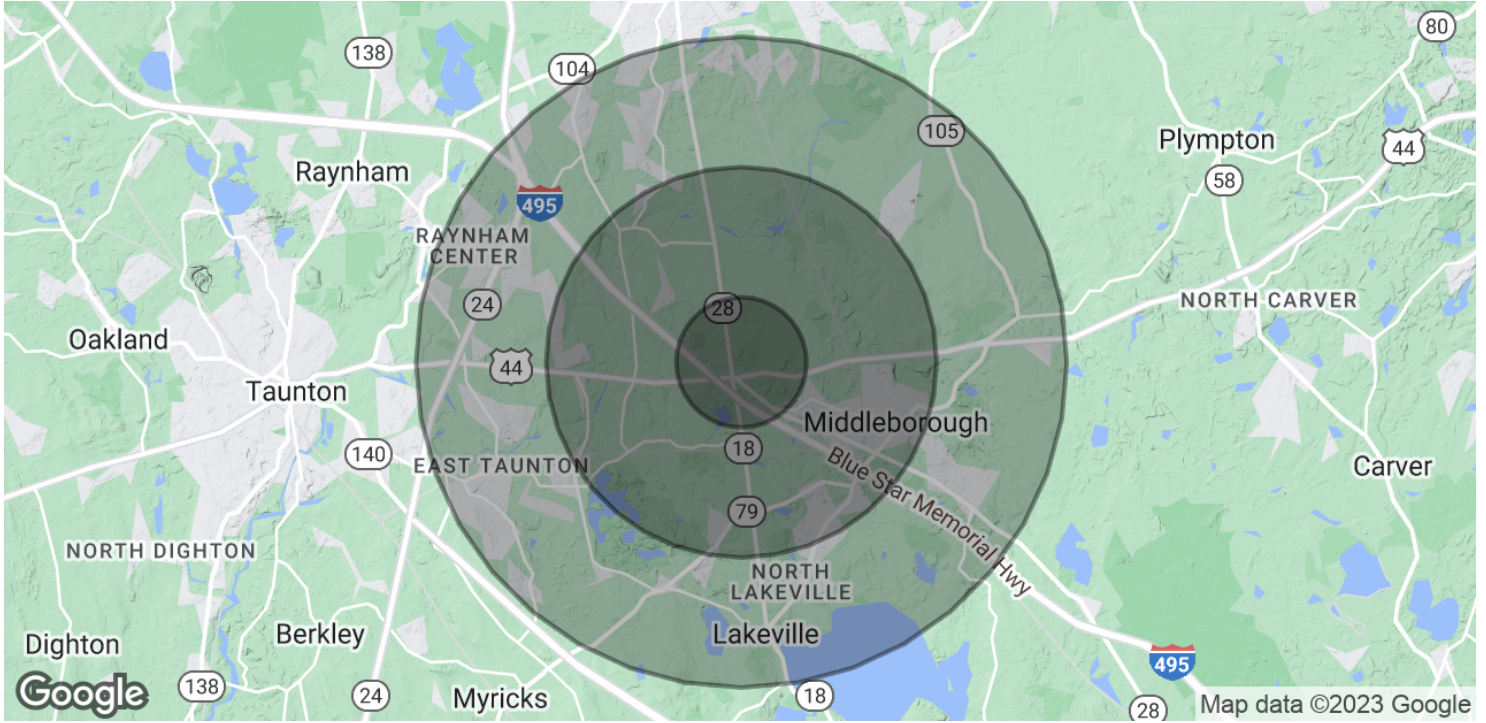 80
138
104
105
Plympton
44
Raynham
58
495
RAYNHAM
CENTER
24
28
NORTH CARVER
Oakland
44
Taunton
Middleborough
18
140
EAST TAUNTON
Blue Star Memorial Hwy
Carver
79
NORTH DIGHTON
NORTH
LAKEVILLE
Berkley
Lakeville
Dighton
495
Google
138
24
Myricks
18
28
Map data ©2023 Google